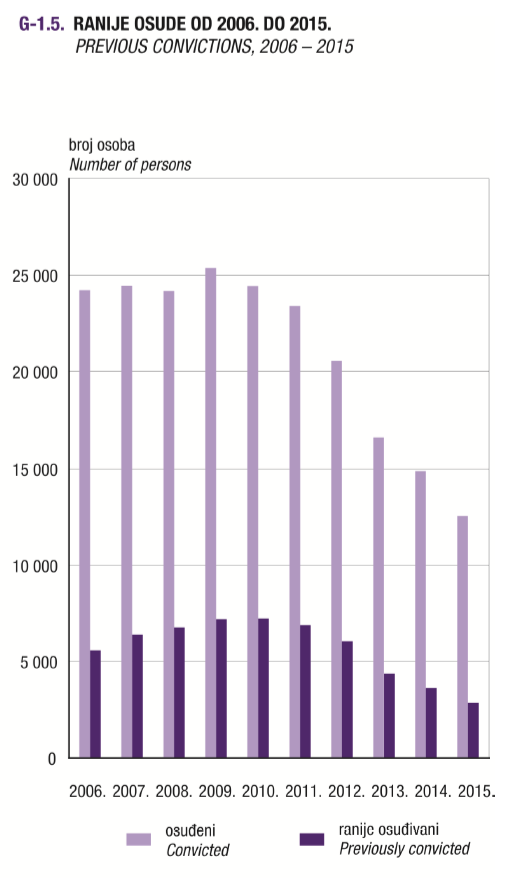 G-1.5. RANIJE OSUDE OD 2006. DO 2015.
PREVIOUS CONVICTIONS, 2006 – 2015
broj osoba
Number of persons
30 000
25 000
20 000
15 000
10 000
5 000
0
2006. 2007. 2008. 2009. 2010. 2011. 2012. 2013. 2014. 2015.
osuđeni
Convicted
ranije osuđivani
Previously convicted